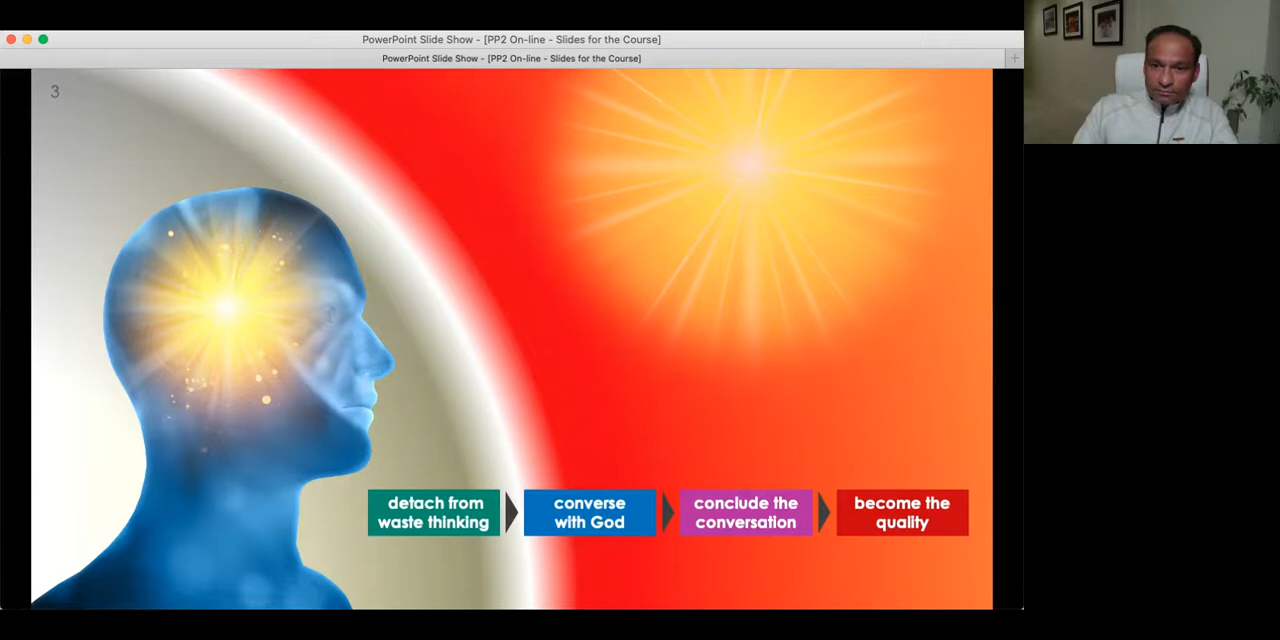 PowerPoint Slide Show - [PP2 On-line - Slides for the Course]
PowerPoint Slide Show - [PP2 On-line - Slides for the Course]
3
detach from
waste thinking
converse
with God
conclude the
conversation
become the
quality